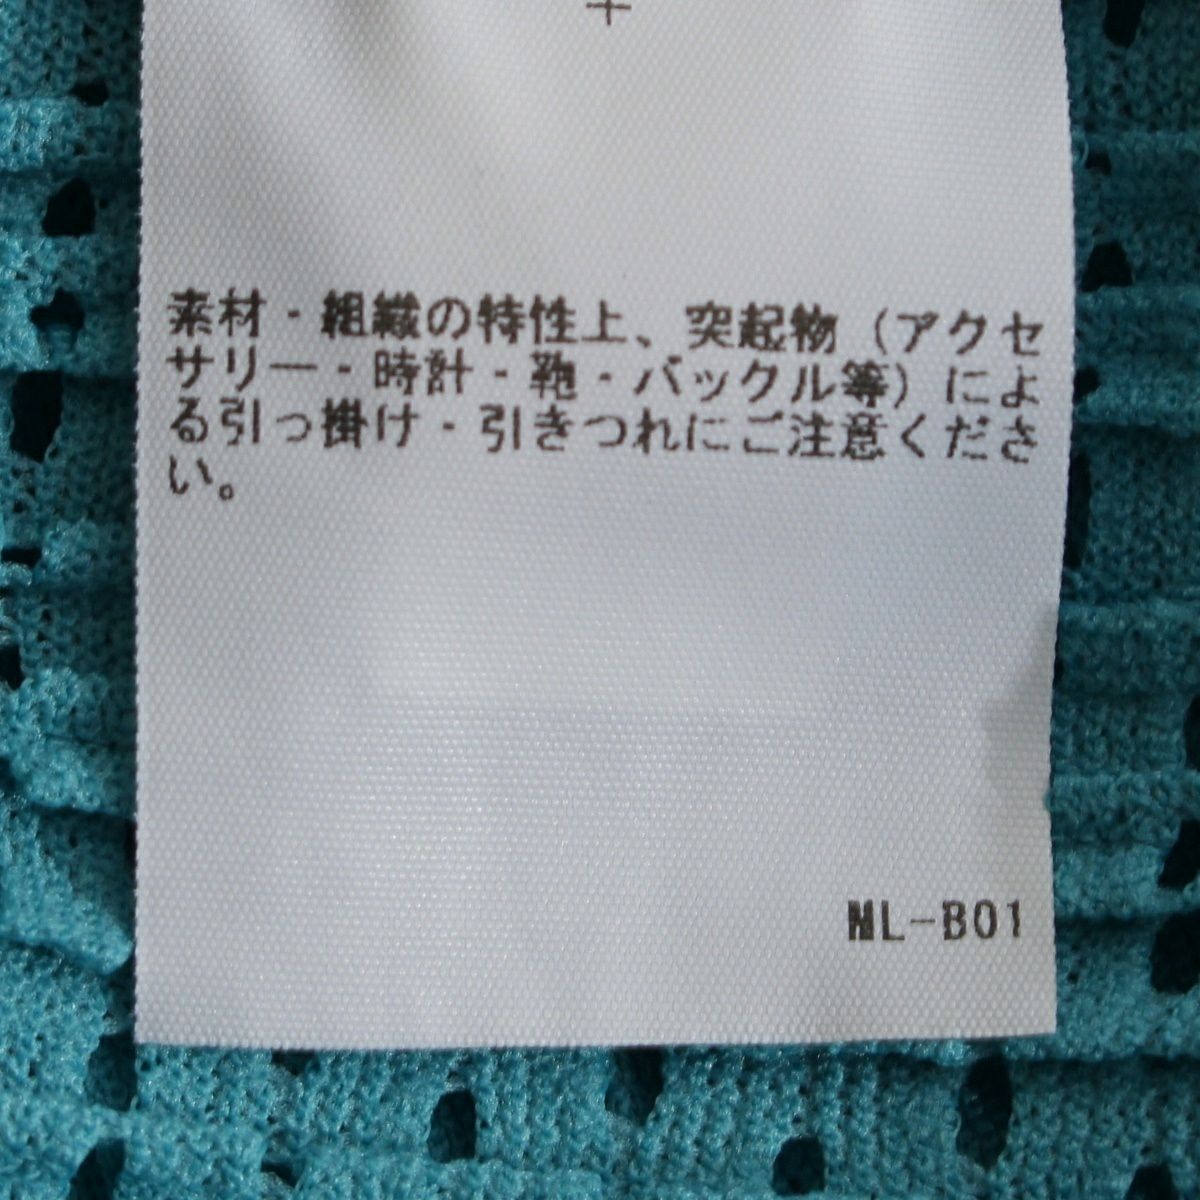 素材・組織の特性上、突起物（アクセ
サリー・時計・鞄・バックル等）によ
る引っ掛け・引きつれにご注意くださ
い。
ML-B01